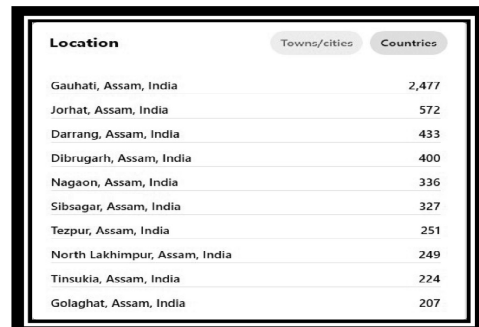 Location Towns/cities Countries
Gauhati, Assam, India 2,477
Jorhat, Assam, India 572
Darrang, Assam, India 433
Dibrugarh, Assam, India 400
Nagaon, Assam, India 336
Sibsagar, Assam, India 327
Tezpur, Assam, India 251
North Lakhimpur, Assam, India 249
Tinsukia, Assam, India 224
Golaghat, Assam, India 207